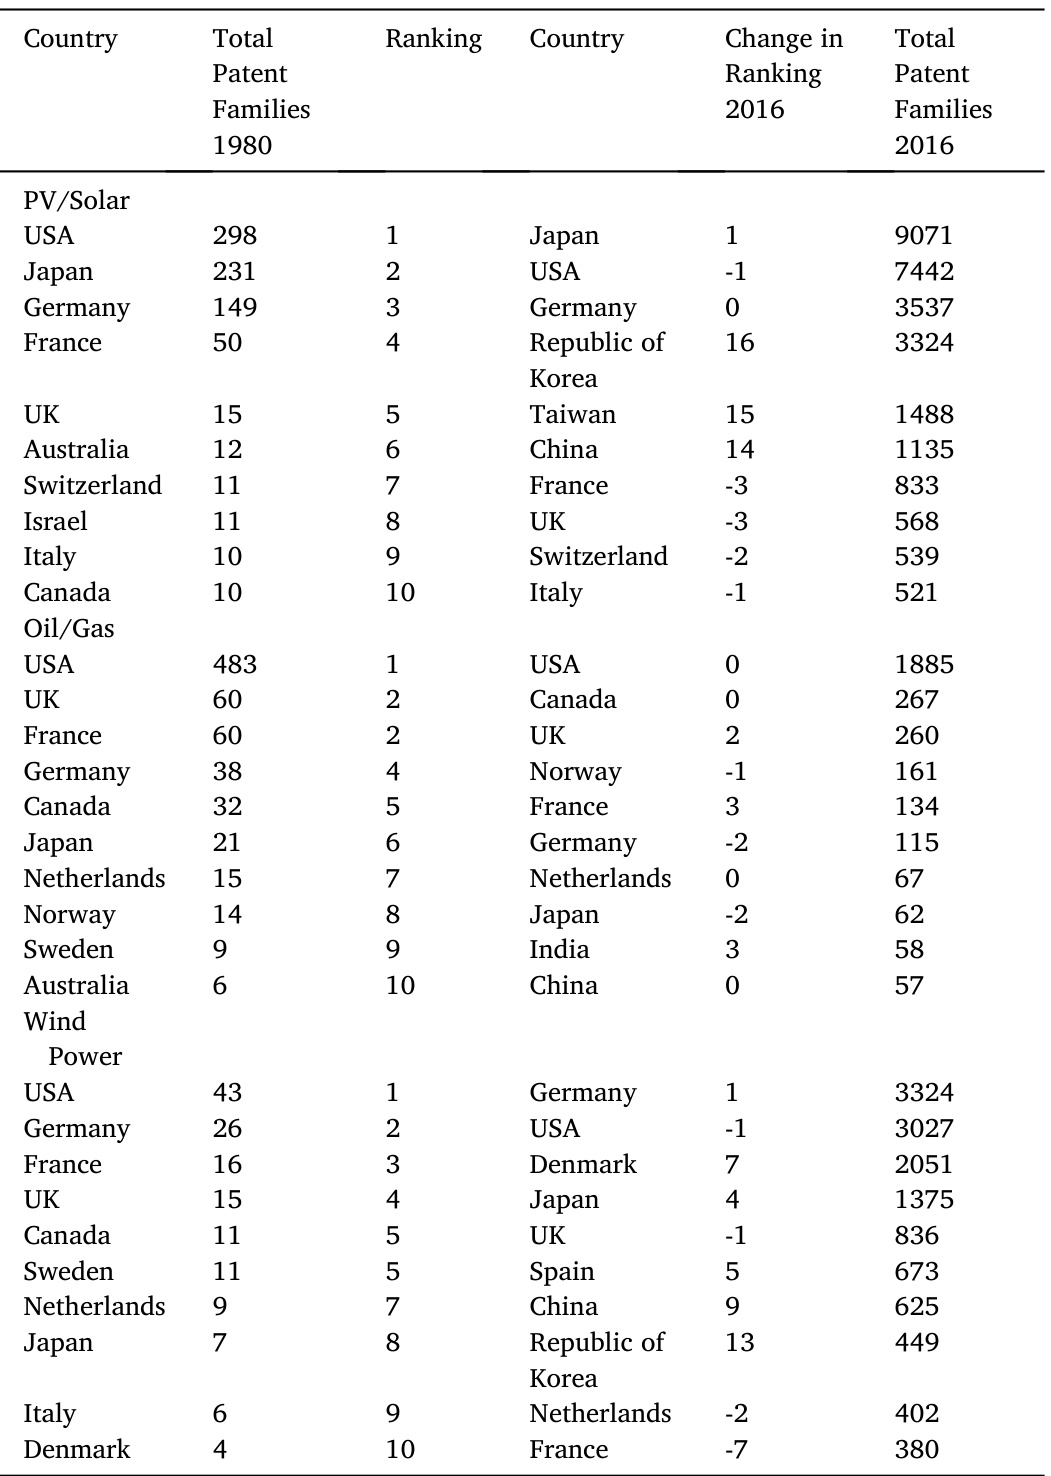 Country Total Patent Families 1980 Ranking Country Change in Ranking 2016 Total Patent Families 2016
PV/Solar
USA 298 1 Japan 1 9071
Japan 231 2 USA -1 7442
Germany 149 3 Germany 0 3537
France 50 4 Republic of Korea 16 3324
UK 15 5 Taiwan 15 1488
Australia 12 6 China 14 1135
Switzerland 11 7 France -3 833
Israel 11 8 UK -3 568
Italy 10 9 Switzerland -2 539
Canada 10 10 Italy -1 521
Oil/Gas
USA 483 1 USA 0 1885
UK 60 2 Canada 0 267
France 60 2 UK 2 260
Germany 38 4 Norway -1 161
Canada 32 5 France 3 134
Japan 21 6 Germany -2 115
Netherlands 15 7 Netherlands 0 67
Norway 14 8 Japan -2 62
Sweden 9 9 India 3 58
Australia 6 10 China 0 57
Wind
Power
USA 43 1 Germany 1 3324
Germany 26 2 USA -1 3027
France 16 3 Denmark 7 2051
UK 15 4 Japan 4 1375
Canada 11 5 UK -1 836
Sweden 11 5 Spain 5 673
Netherlands 9 7 China 9 625
Japan 7 8 Republic of Korea 13 449
Italy 6 9 Netherlands -2 402
Denmark 4 10 France -7 380